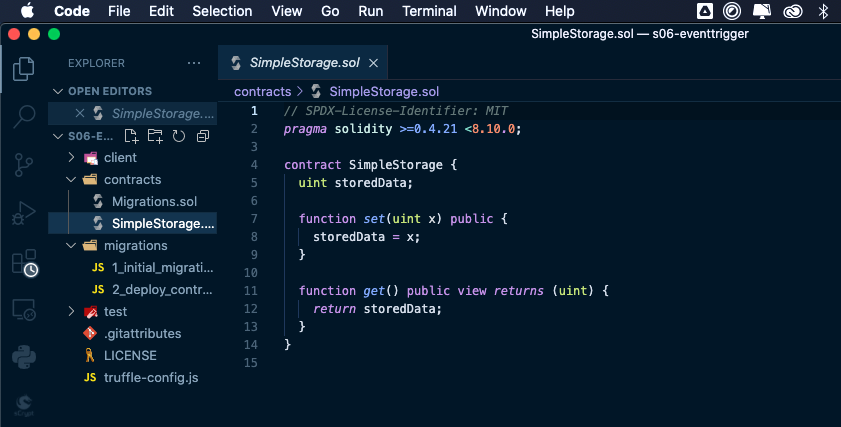 Code File Edit Selection View Go Run Terminal Window Help
SimpleStorage.sol — s06-eventtrigger
EXPLORER ...
OPEN EDITORS
SimpleStorage....
S06-E...
client
contracts
Migrations.sol
SimpleStorage....
migrations
JS 1_initial_migrati...
JS 2_deploy_contr...
test
.gitattributes
LICENSE
JS truffle-config.js
SimpleStorage.sol ×
contracts > SimpleStorage.sol
1 // SPDX-License-Identifier: MIT
2 pragma solidity >=0.4.21 <8.10.0;
3
4 contract SimpleStorage {
5 uint storedData;
6
7 function set(uint x) public {
8 storedData = x;
9 }
10
11 function get() public view returns (uint) {
12 return storedData;
13 }
14 }
15